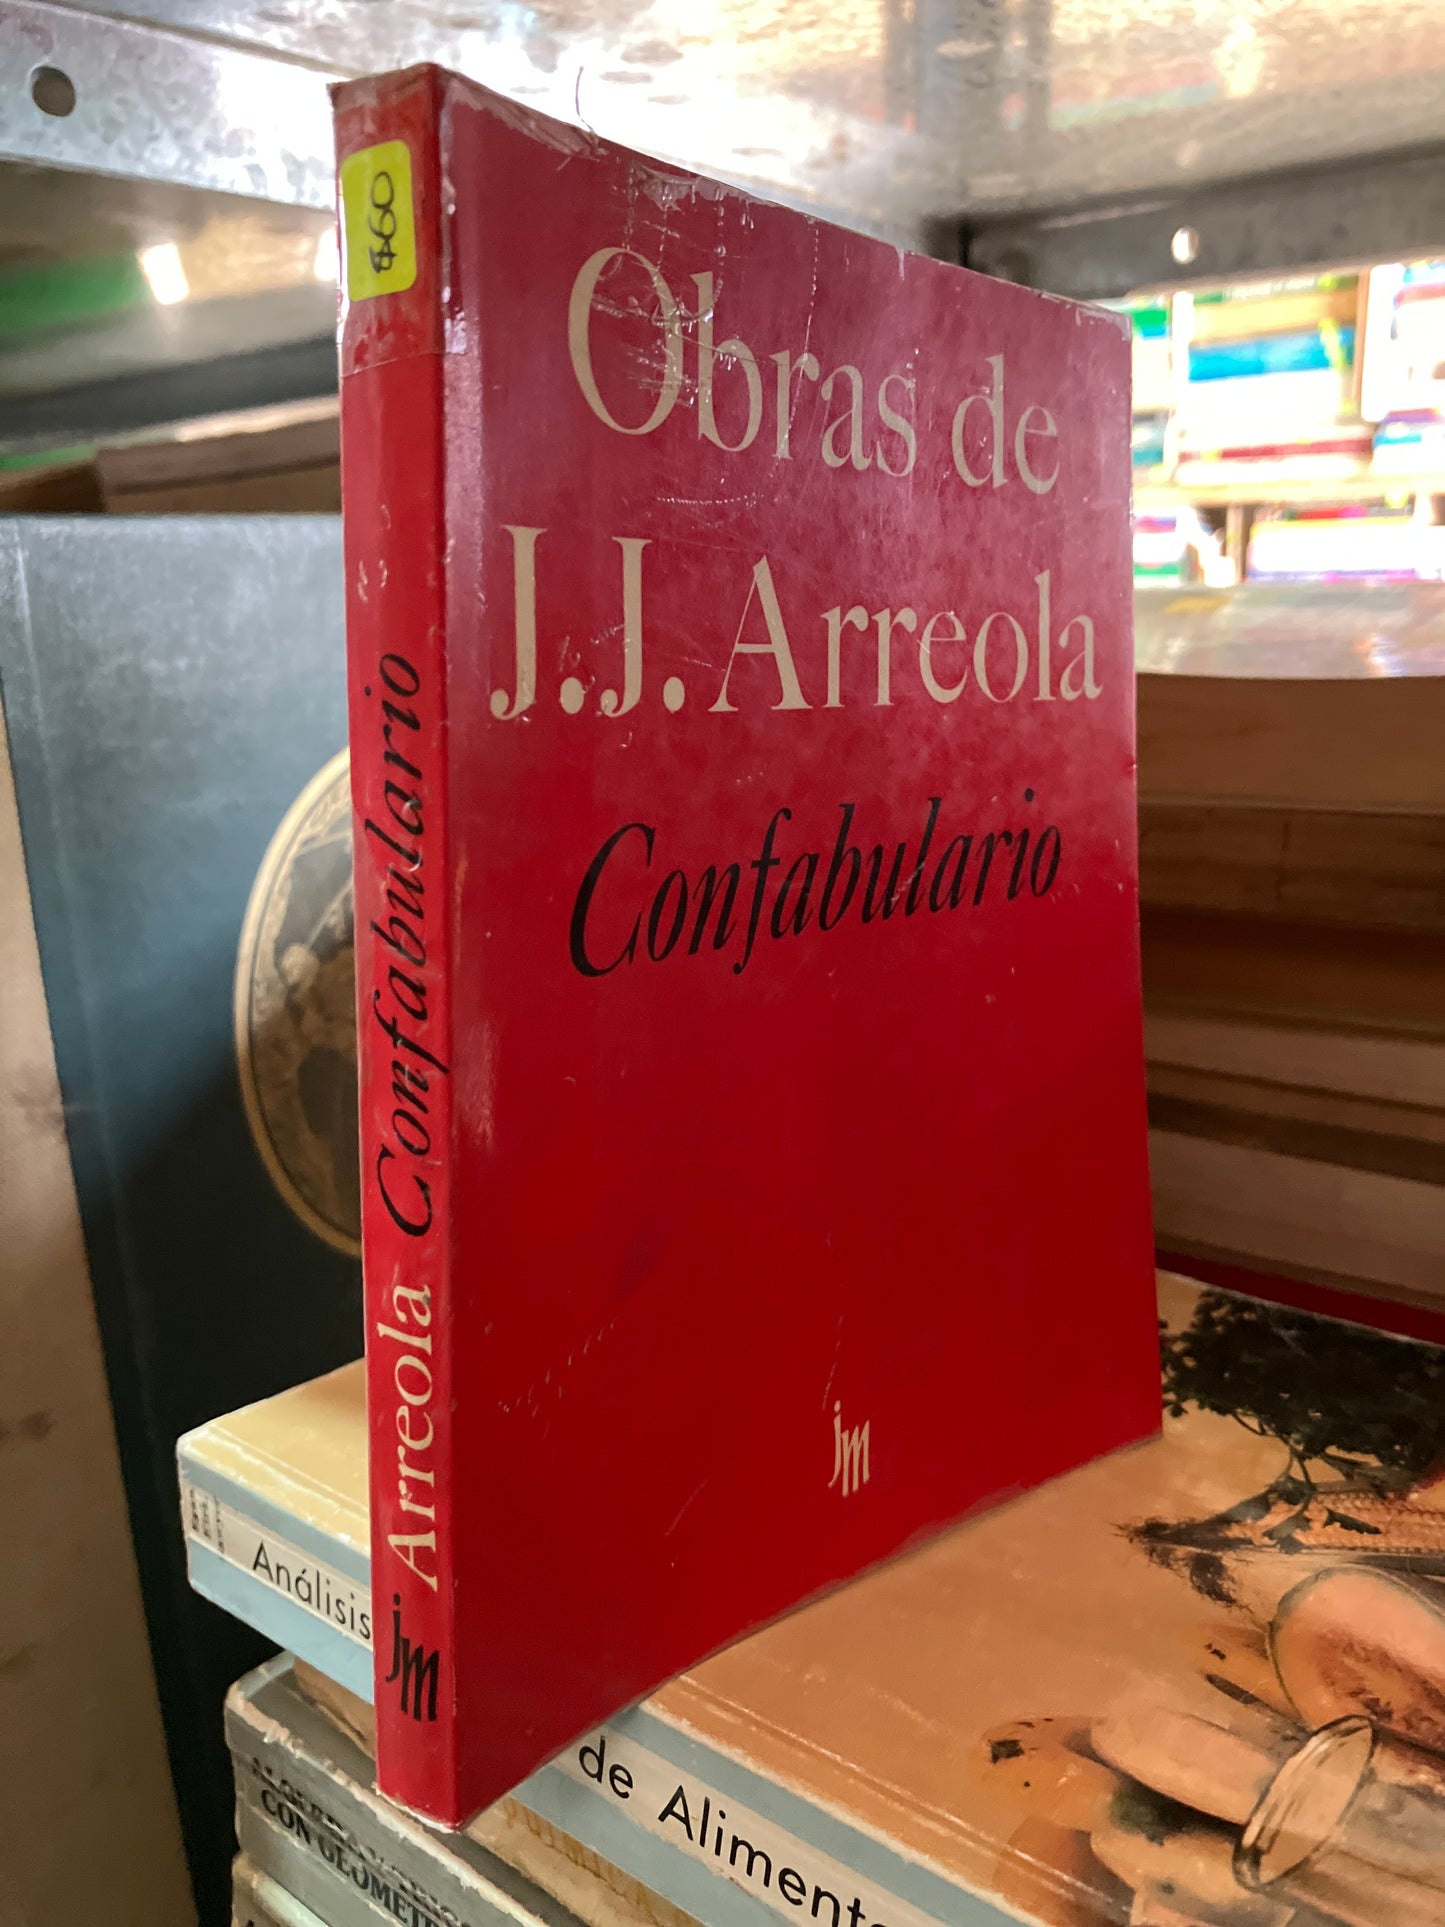 $60
Obras de
J.J. Arreola
Confabulario
jm
jm Arreola Confabulario
Análisis de Alimentos
CON GEOMETR